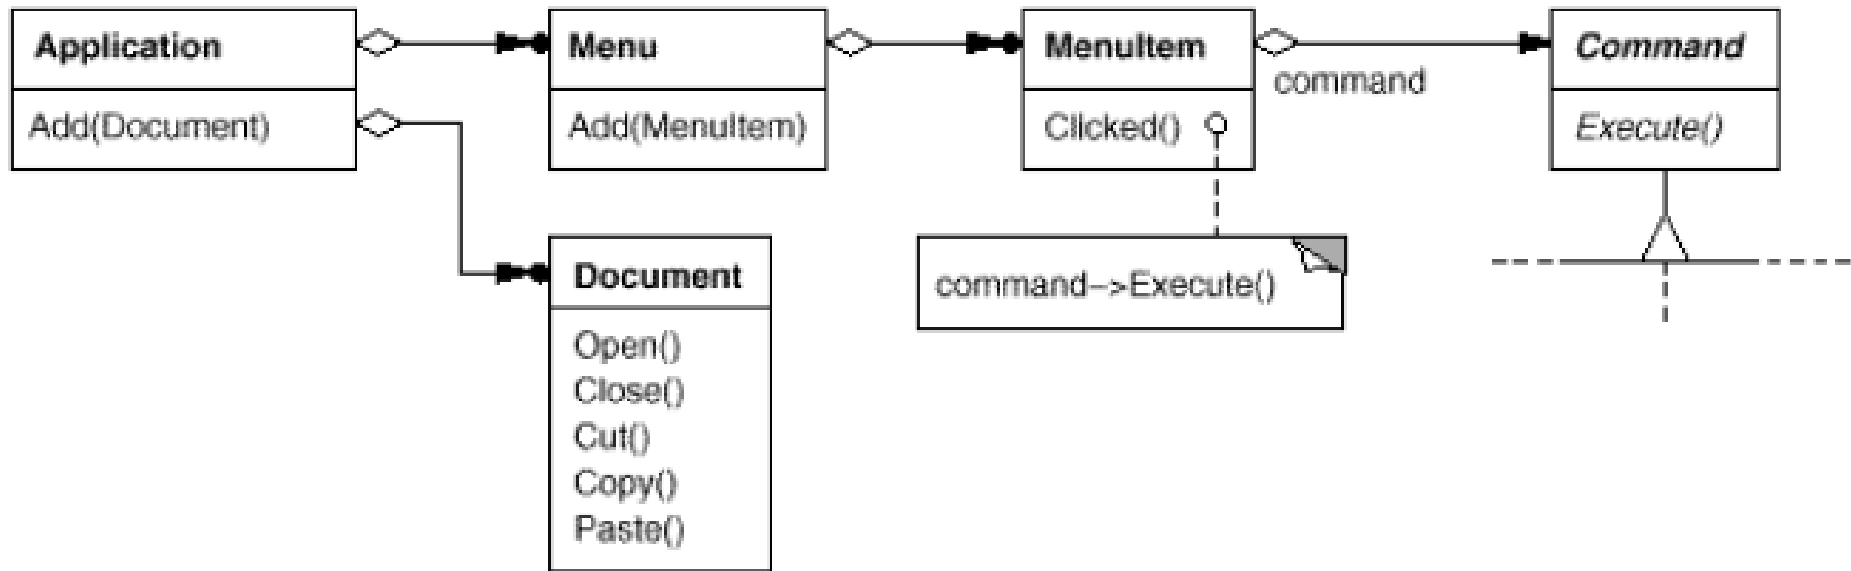 Application
Add(Document)
Menu
Add(MenuItem)
MenuItem
Clicked()
command
Command
Execute()
command–>Execute()
Document
Open()
Close()
Cut()
Copy()
Paste()